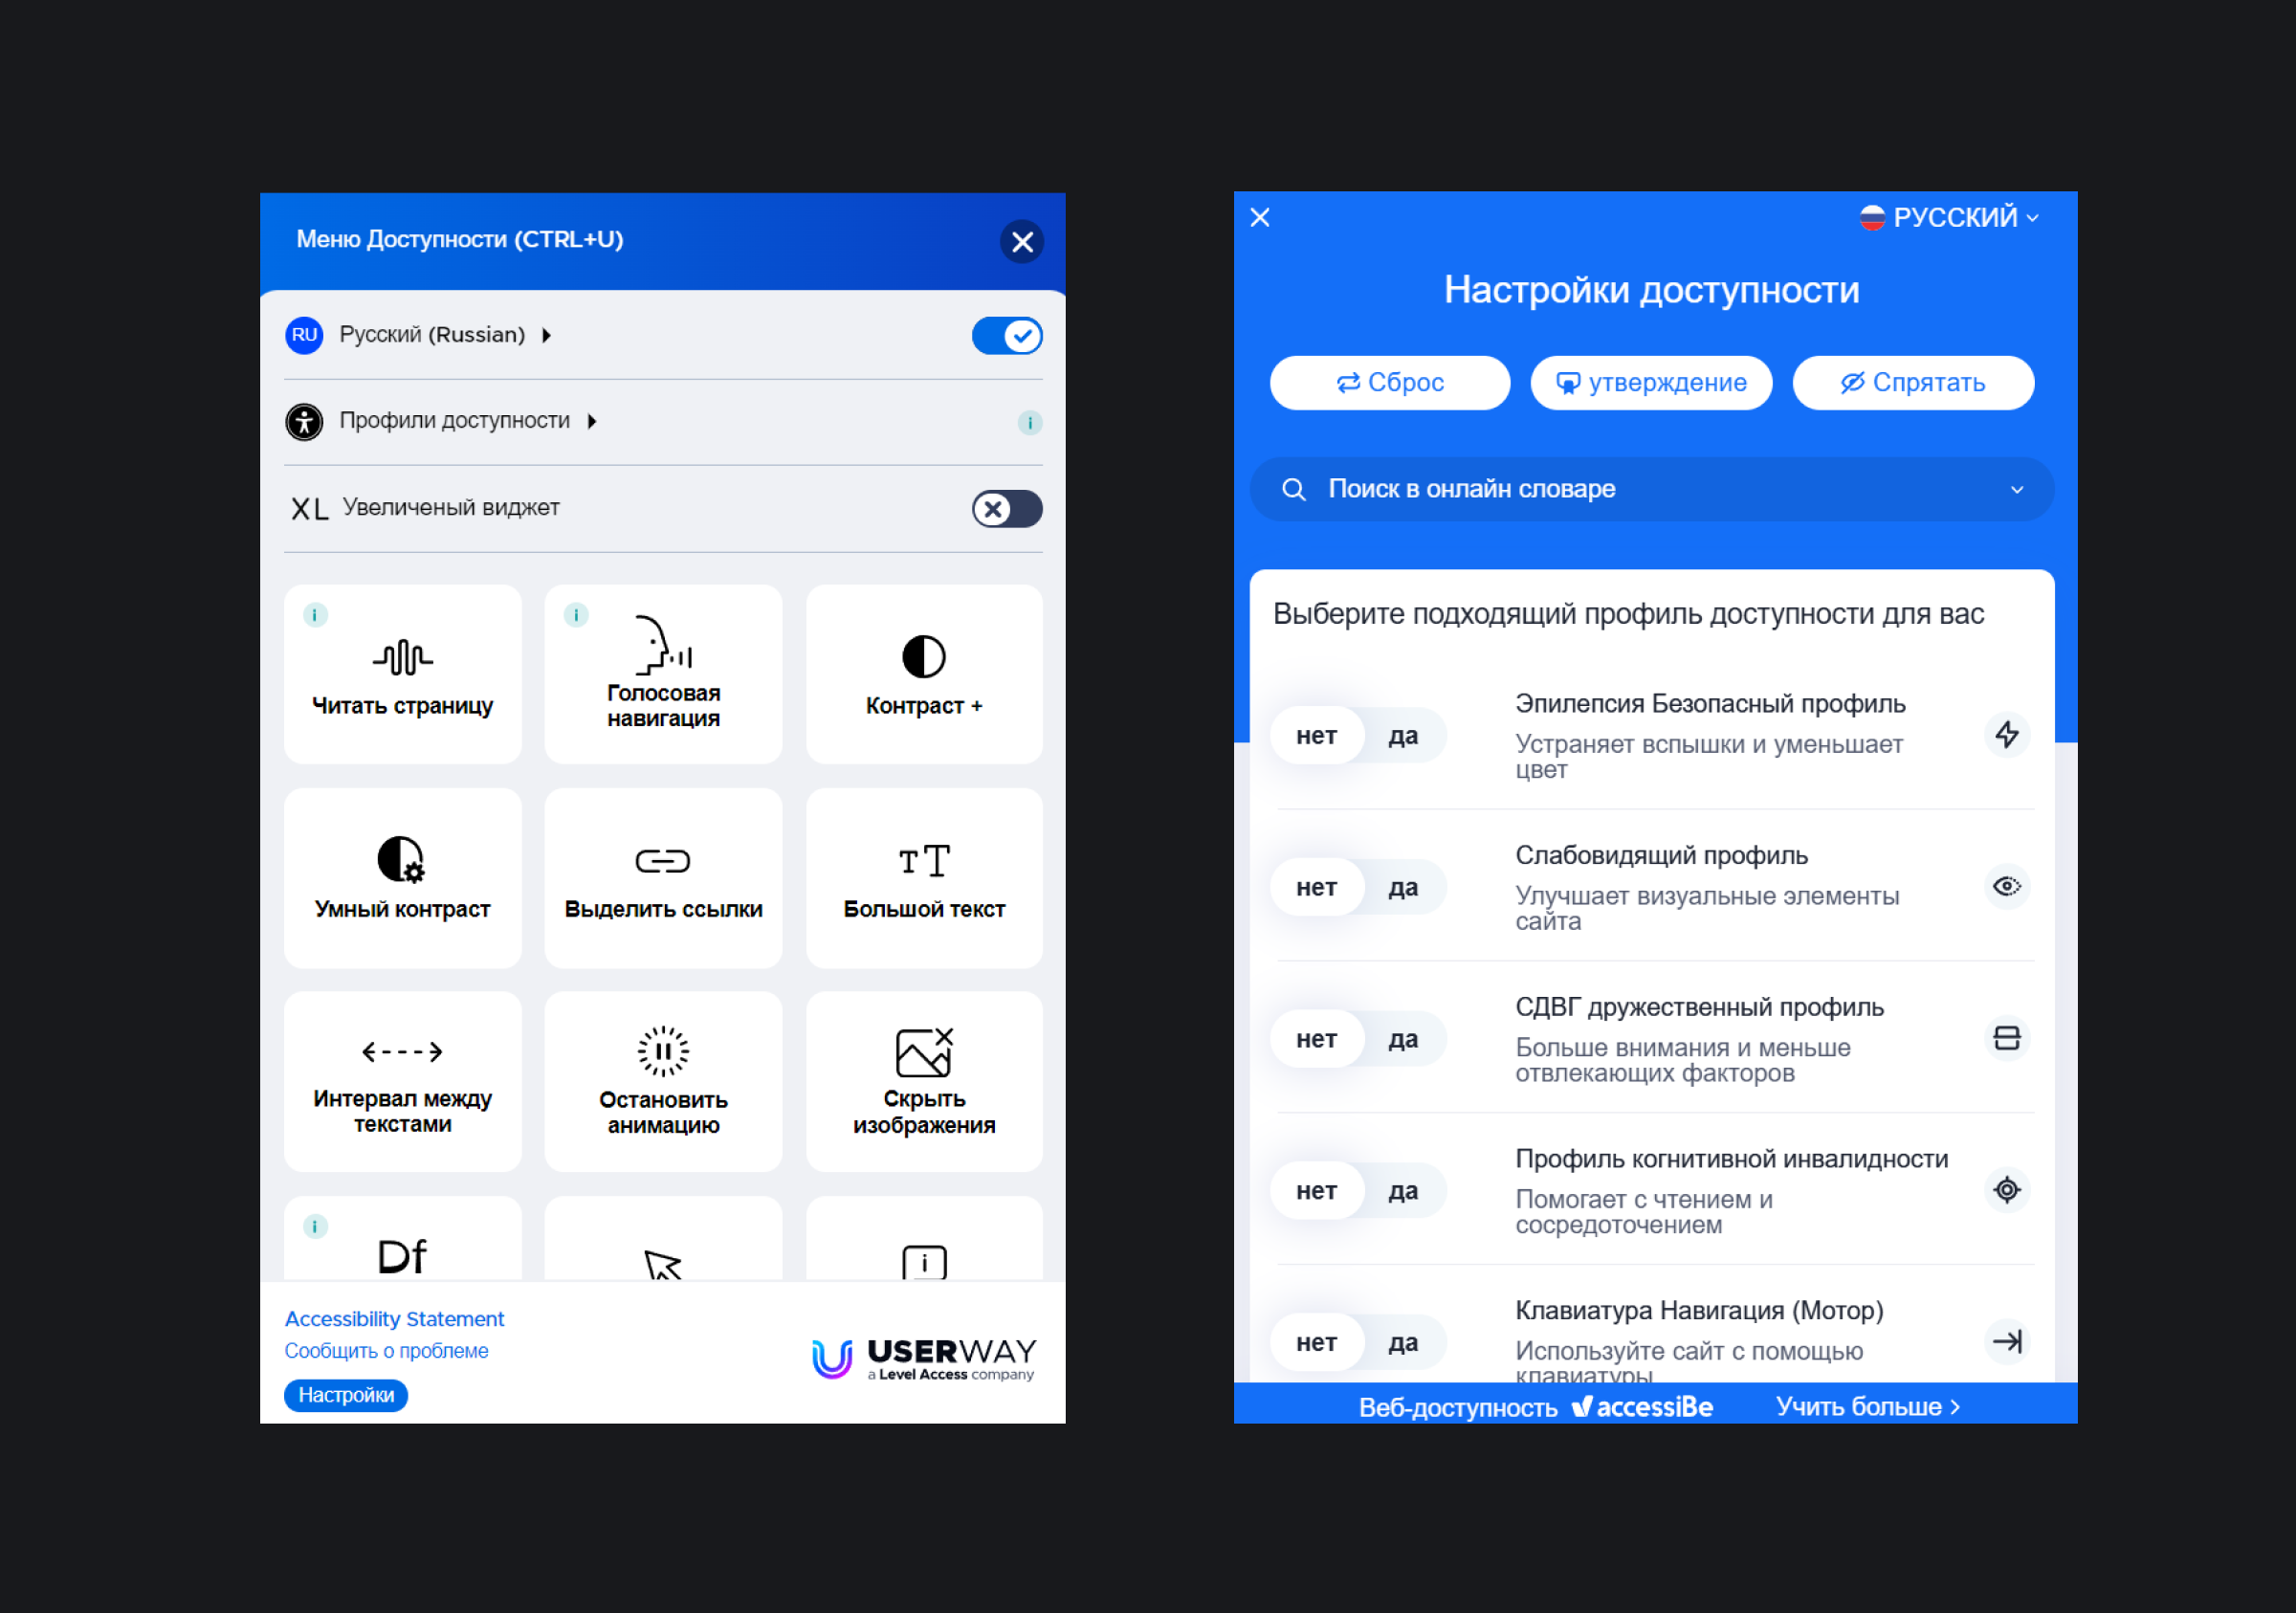 Меню Доступности (CTRL+U)
RU Русский (Russian)
Профили доступности
i
XL Увеличеный виджет
i
Читать страницу
i
Голосовая
навигация
Контраст +
Умный контраст
Выделить ссылки
TT
Большой текст
Интервал между
текстами
Остановить
анимацию
Скрыть
изображения
i
Df
i
Accessibility Statement
Сообщить о проблеме
Настройки
USERWAY
a Level Access company
РУССКИЙ
Настройки доступности
Сброс
утверждение
Спрятать
Поиск в онлайн словаре
Выберите подходящий профиль доступности для вас
нет да
Эпилепсия Безопасный профиль
Устраняет вспышки и уменьшает
цвет
нет да
Слабовидящий профиль
Улучшает визуальные элементы
сайта
нет да
СДВГ дружественный профиль
Больше внимания и меньше
отвлекающих факторов
нет да
Профиль когнитивной инвалидности
Помогает с чтением и
сосредоточением
нет да
Клавиатура Навигация (Мотор)
Используйте сайт с помощью
клавиатуры
Веб-доступность accessiBe
Учить больше